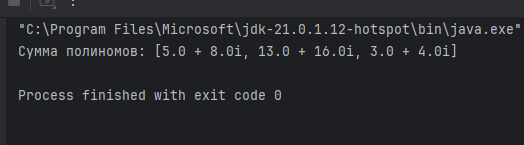 "C:\Program Files\Microsoft\jdk-21.0.1.12-hotspot\bin\java.exe"
Сумма полиномов: [5.0 + 8.0i, 13.0 + 16.0i, 3.0 + 4.0i]
Process finished with exit code 0